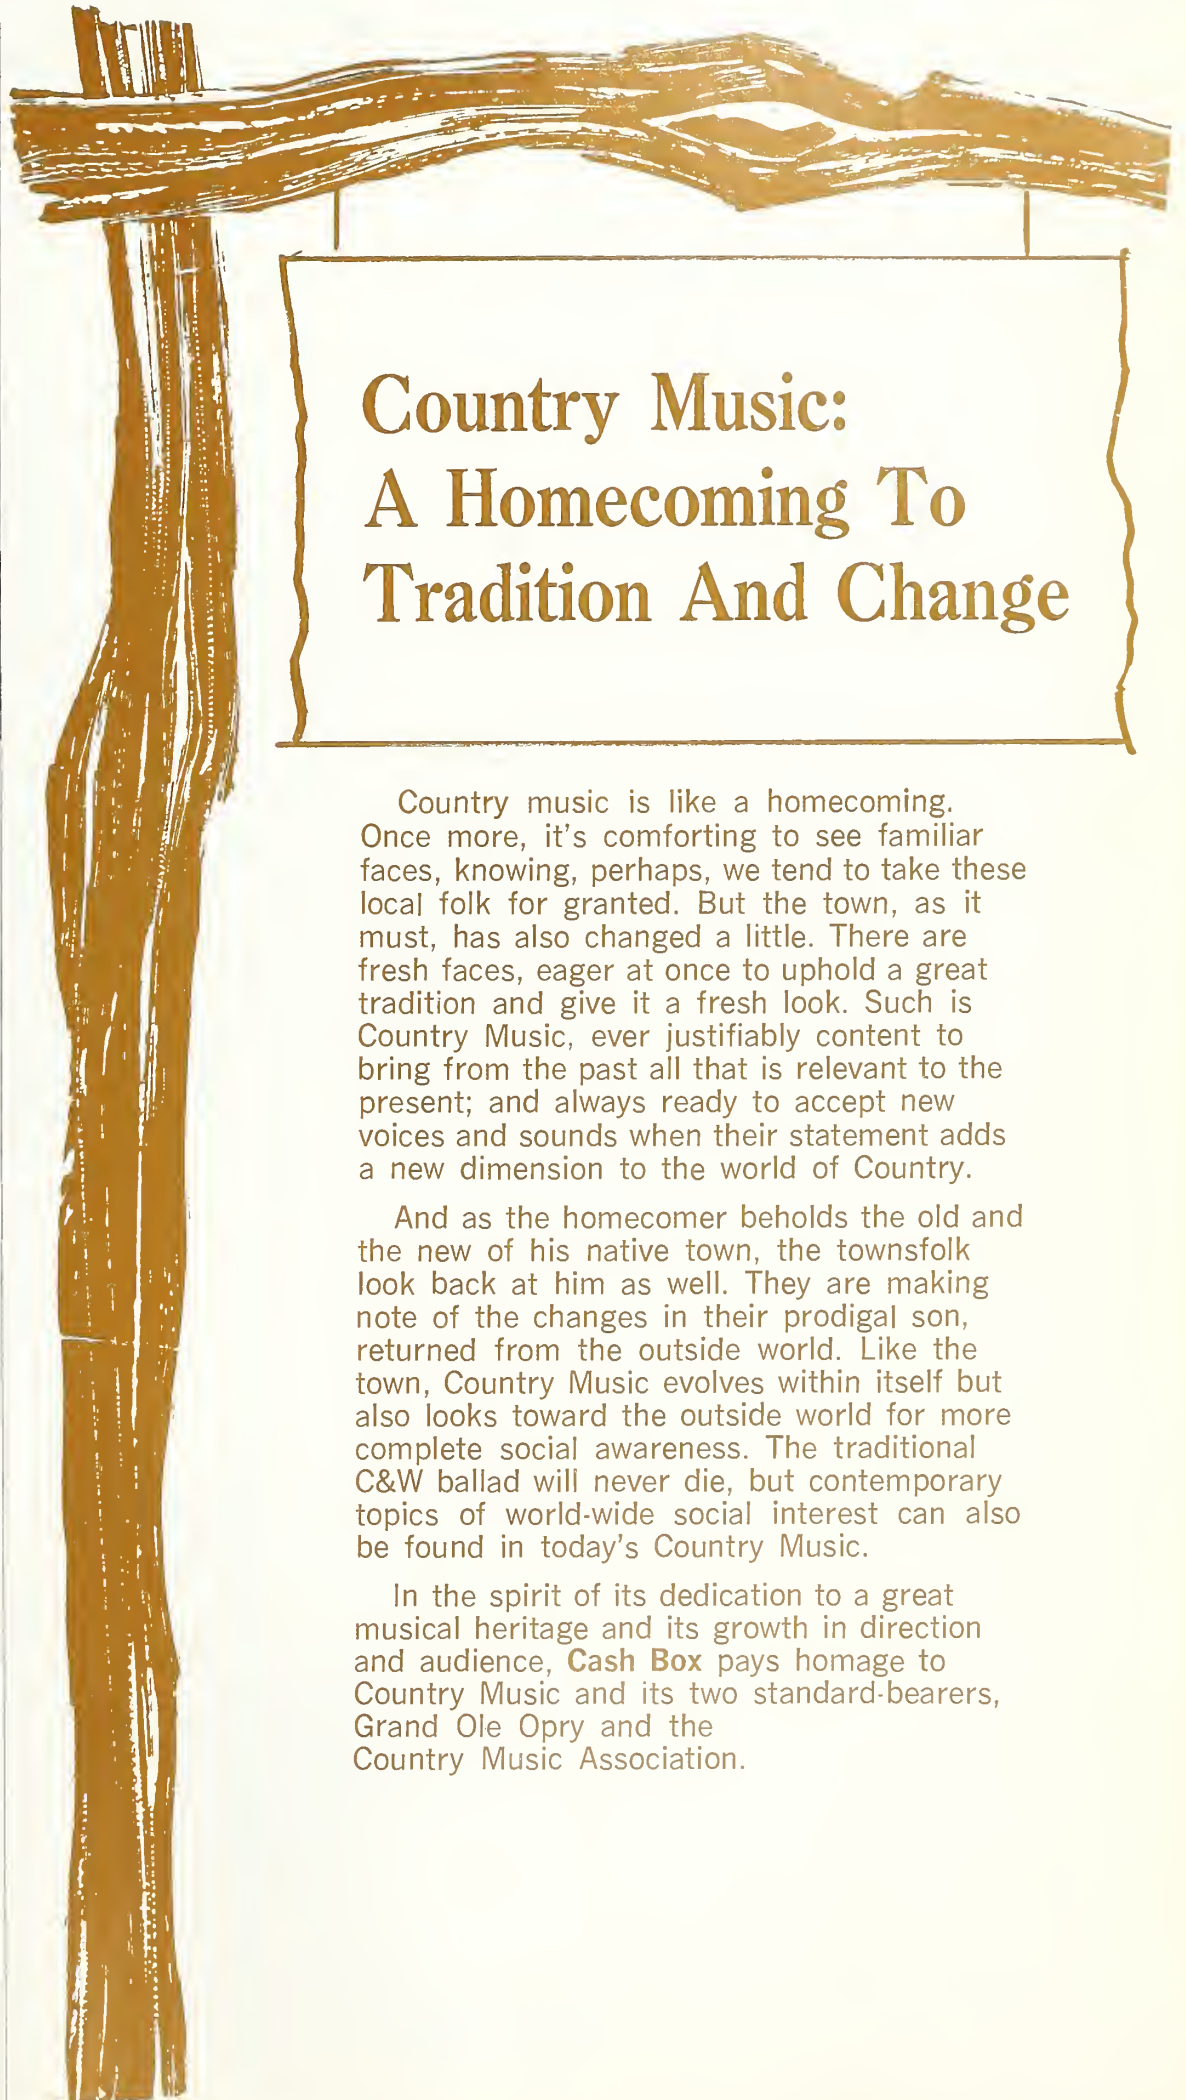 Country Music:
A Homecoming To
Tradition And Change
Country music is like a homecoming.
Once more, it's comforting to see familiar
faces, knowing, perhaps, we tend to take these
local folk for granted. But the town, as it
must, has also changed a little. There are
fresh faces, eager at once to uphold a great
tradition and give it a fresh look. Such is
Country Music, ever justifiably content to
bring from the past all that is relevant to the
present; and always ready to accept new
voices and sounds when their statement adds
a new dimension to the world of Country.
And as the homecomer beholds the old and
the new of his native town, the townsfolk
look back at him as well. They are making
note of the changes in their prodigal son,
returned from the outside world. Like the
town, Country Music evolves within itself but
also looks toward the outside world for more
complete social awareness. The traditional
C&W ballad will never die, but contemporary
topics of world-wide social interest can also
be found in today's Country Music.
In the spirit of its dedication to a great
musical heritage and its growth in direction
and audience, Cash Box pays homage to
Country Music and its two standard-bearers,
Grand Ole Opry and the
Country Music Association.